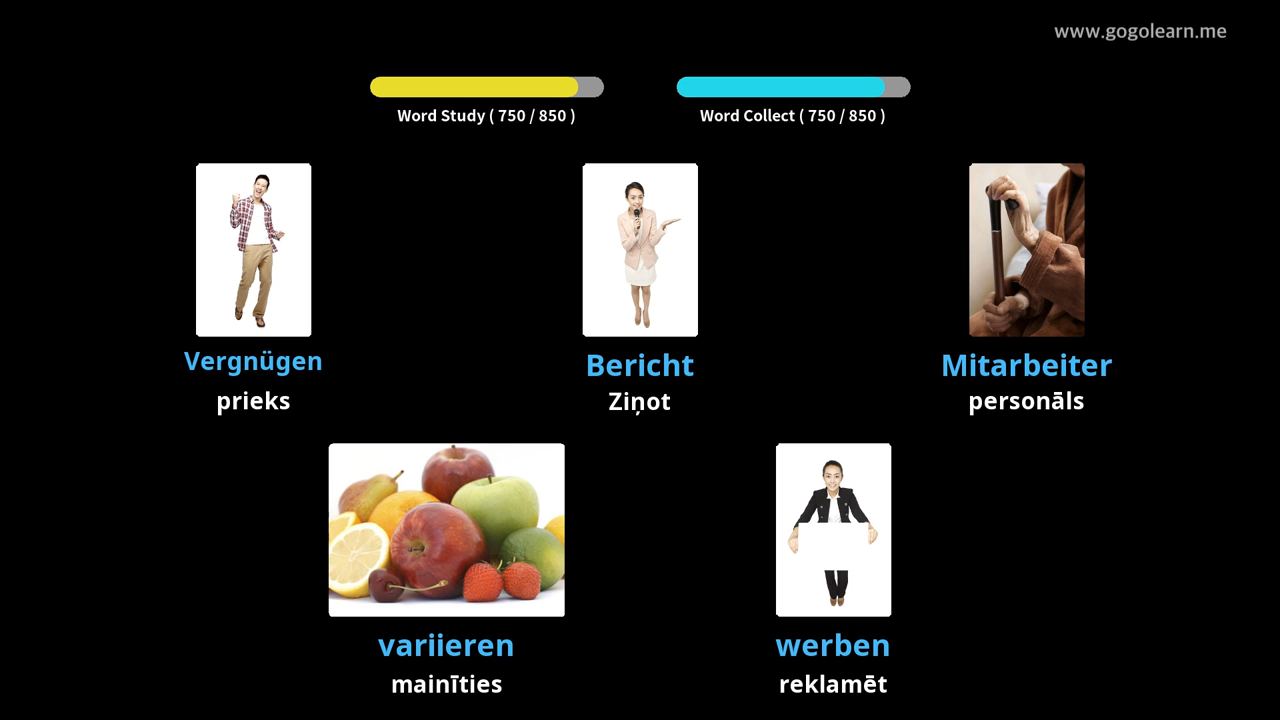 www.gogolearn.me
Word Study ( 750 / 850 )
Word Collect ( 750 / 850 )
Vergnügen
prieks
Bericht
Ziņot
Mitarbeiter
personāls
variieren
mainīties
werben
reklamēt